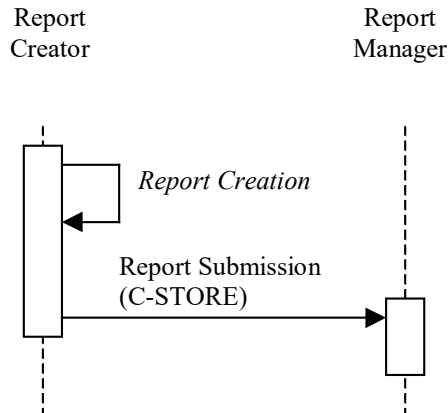 Report
Creator
Report
Manager
Report Creation
Report Submission
(C-STORE)